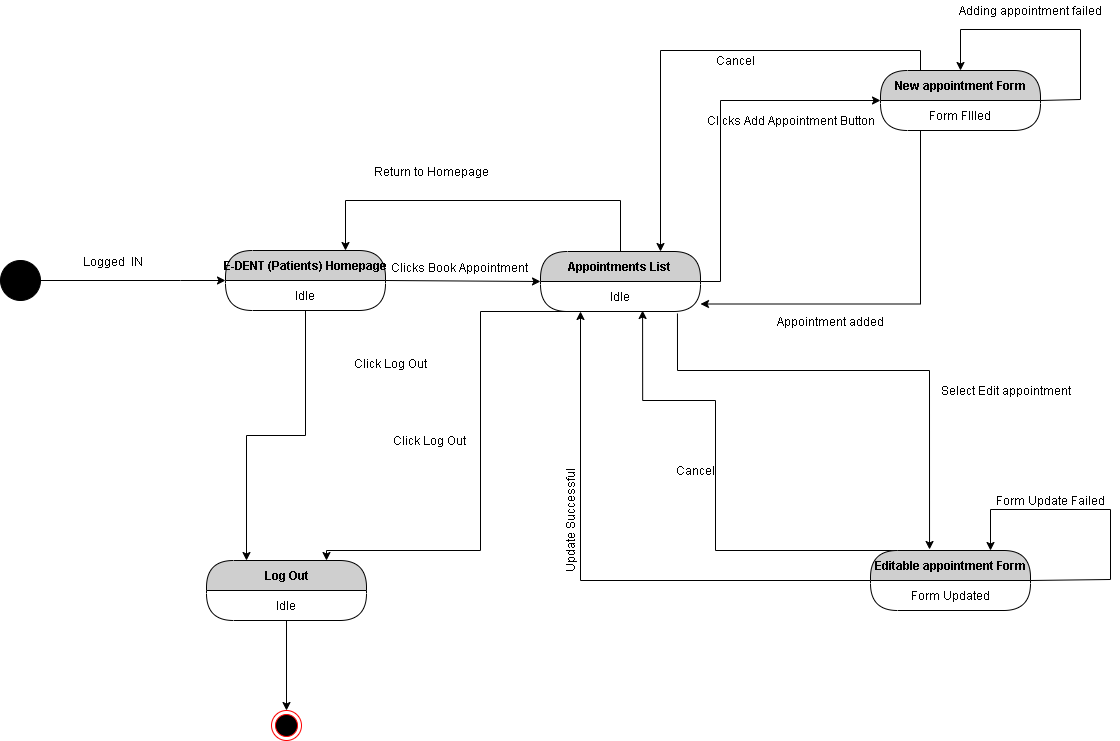 Adding appointment failed
Cancel
New appointment Form
Form FIlled
Clicks Add Appointment Button
Return to Homepage
Logged  IN
E-DENT (Patients) Homepage
Idle
Clicks Book Appointment
Appointments List
Idle
Appointment added
Click Log Out
Select Edit appointment
Click Log Out
Cancel
Update Successful
Form Update Failed
Editable appointment Form
Form Updated
Log Out
Idle